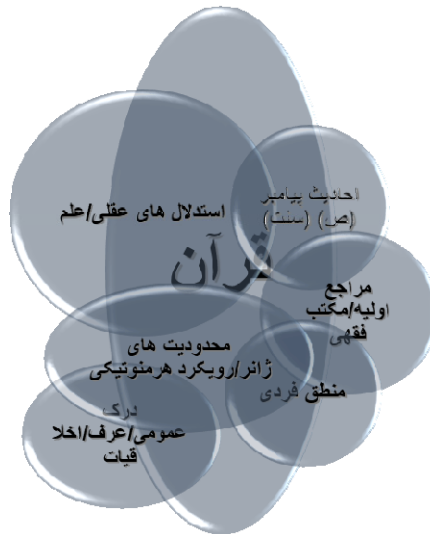 احادیث پیامبر
(ص) (سنت)
استدلال های عقلی/علم
قرآن
مراجع
اولیه/مکتب
فقهی
محدودیت های
ژانر/رویکرد هرمنوتیکی
منطق فردی
درک
عمومی/عرف/اخلا
قیات